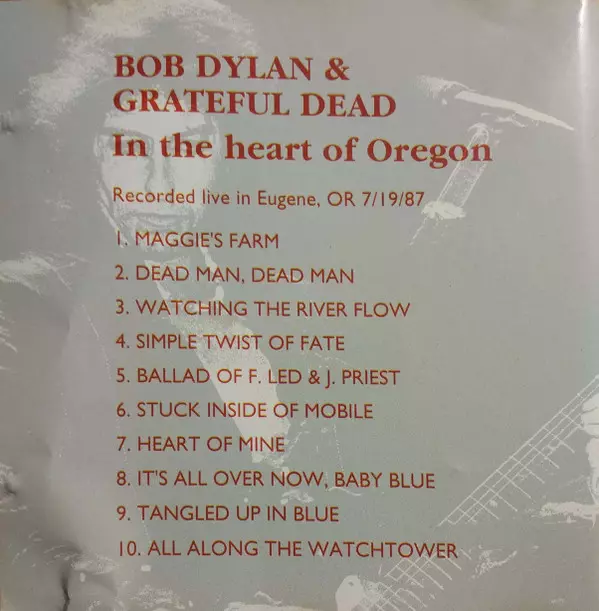 BOB DYLAN &
GRATEFUL DEAD
In the heart of Oregon
Recorded live in Eugene, OR 7/19/87
1. MAGGIE'S FARM
2. DEAD MAN, DEAD MAN
3. WATCHING THE RIVER FLOW
4. SIMPLE TWIST OF FATE
5. BALLAD OF F. LED & J. PRIEST
6. STUCK INSIDE OF MOBILE
7. HEART OF MINE
8. IT'S ALL OVER NOW, BABY BLUE
9. TANGLED UP IN BLUE
10. ALL ALONG THE WATCHTOWER